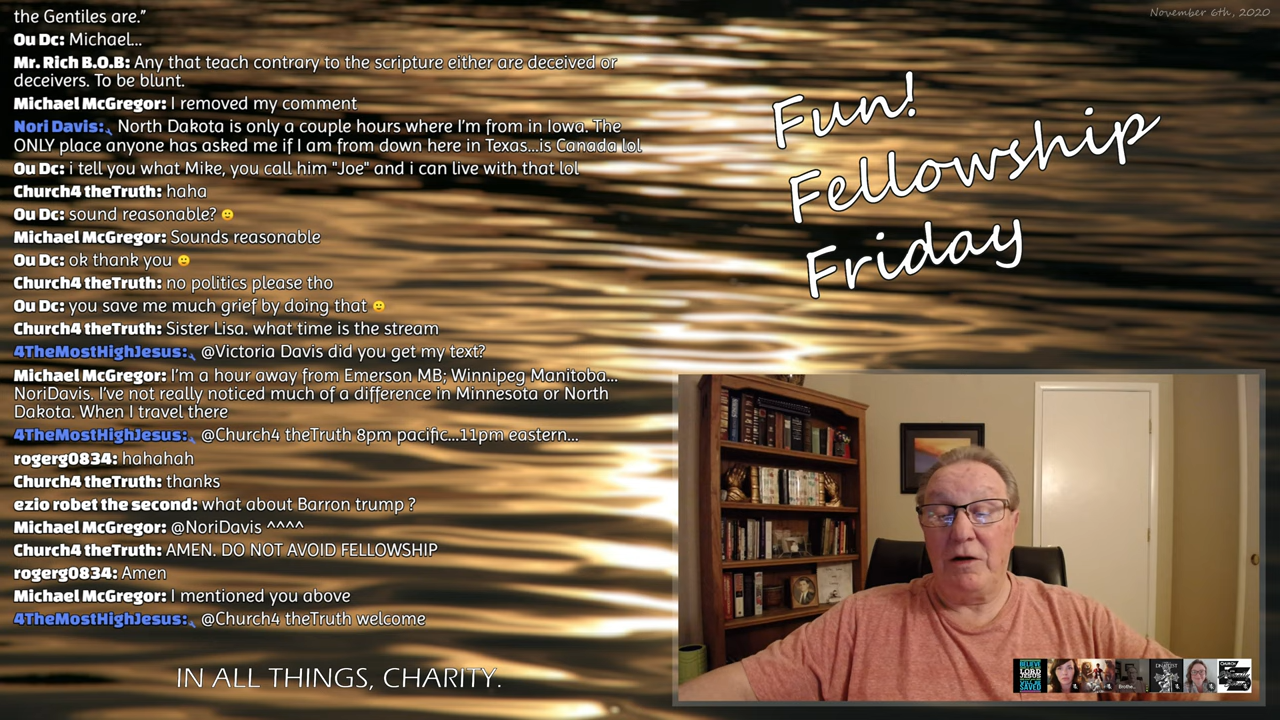 the Gentiles are."
Ou Dc: Michael...
Mr. Rich B.O.B: Any that teach contrary to the scripture either are deceived or
deceivers. To be blunt.
Michael McGregor: I removed my comment
Nori Davis: North Dakota is only a couple hours where I'm from in Iowa. The
ONLY place anyone has asked me if I am from down here in Texas...is Canada lol
Ou Dc: i tell you what Mike, you call him "Joe" and i can live with that lol
Church4 theTruth: haha
Ou Dc: sound reasonable? 🙂
Michael McGregor: Sounds reasonable
Ou Dc: ok thank you 🙂
Church4 theTruth: no politics please tho
Ou Dc: you save me much grief by doing that 🙂
Church4 theTruth: Sister Lisa. what time is the stream
4TheMostHighJesus: @Victoria Davis did you get my text?
Michael McGregor: I'm a hour away from Emerson MB; Winnipeg Manitoba...
NoriDavis. I've not really noticed much of a difference in Minnesota or North
Dakota. When I travel there
4TheMostHighJesus: @Church4 theTruth 8pm pacific...11pm eastern...
rogerg0834: hahahah
Church4 theTruth: thanks
ezio robet the second: what about Barron trump ?
Michael McGregor: @NoriDavis ^^^^
Church4 theTruth: AMEN. DO NOT AVOID FELLOWSHIP
rogerg0834: Amen
Michael McGregor: I mentioned you above
4TheMostHighJesus: @Church4 theTruth welcome
IN ALL THINGS, CHARITY.
November 6th, 2020
Fun!
Fellowship
Friday
BELIEVE
LORD
JESUS
SAVED